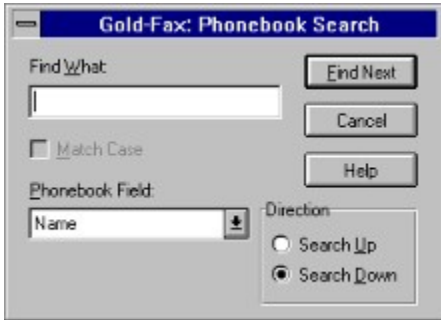 Gold-Fax: Phonebook Search
Find What:
Find Next
Cancel
Match Case
Help
Phonebook Field:
Name
Direction
Search Up
Search Down